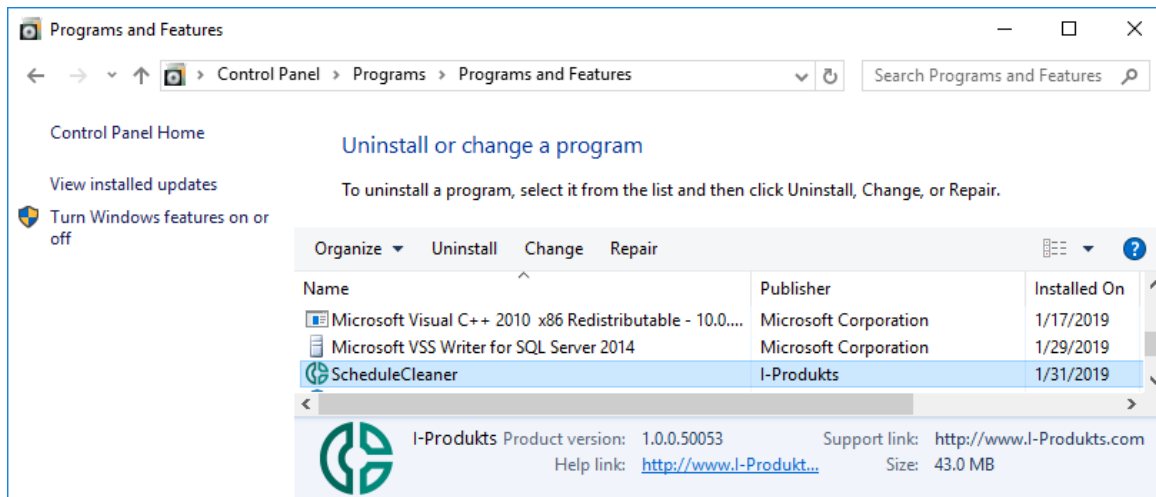 Programs and Features
Control Panel > Programs > Programs and Features
Search Programs and Features
Control Panel Home
View installed updates
Turn Windows features on or
off
Uninstall or change a program
To uninstall a program, select it from the list and then click Uninstall, Change, or Repair.
Organize Uninstall Change Repair
?
Name Publisher Installed On
Microsoft Visual C++ 2010 x86 Redistributable - 10.0.... Microsoft Corporation 1/17/2019
Microsoft VSS Writer for SQL Server 2014 Microsoft Corporation 1/29/2019
ScheduleCleaner I-Produkts 1/31/2019
I-Produkts Product version: 1.0.0.50053 Support link: http://www.I-Produkts.com
Help link: http://www.I-Produkt... Size: 43.0 MB